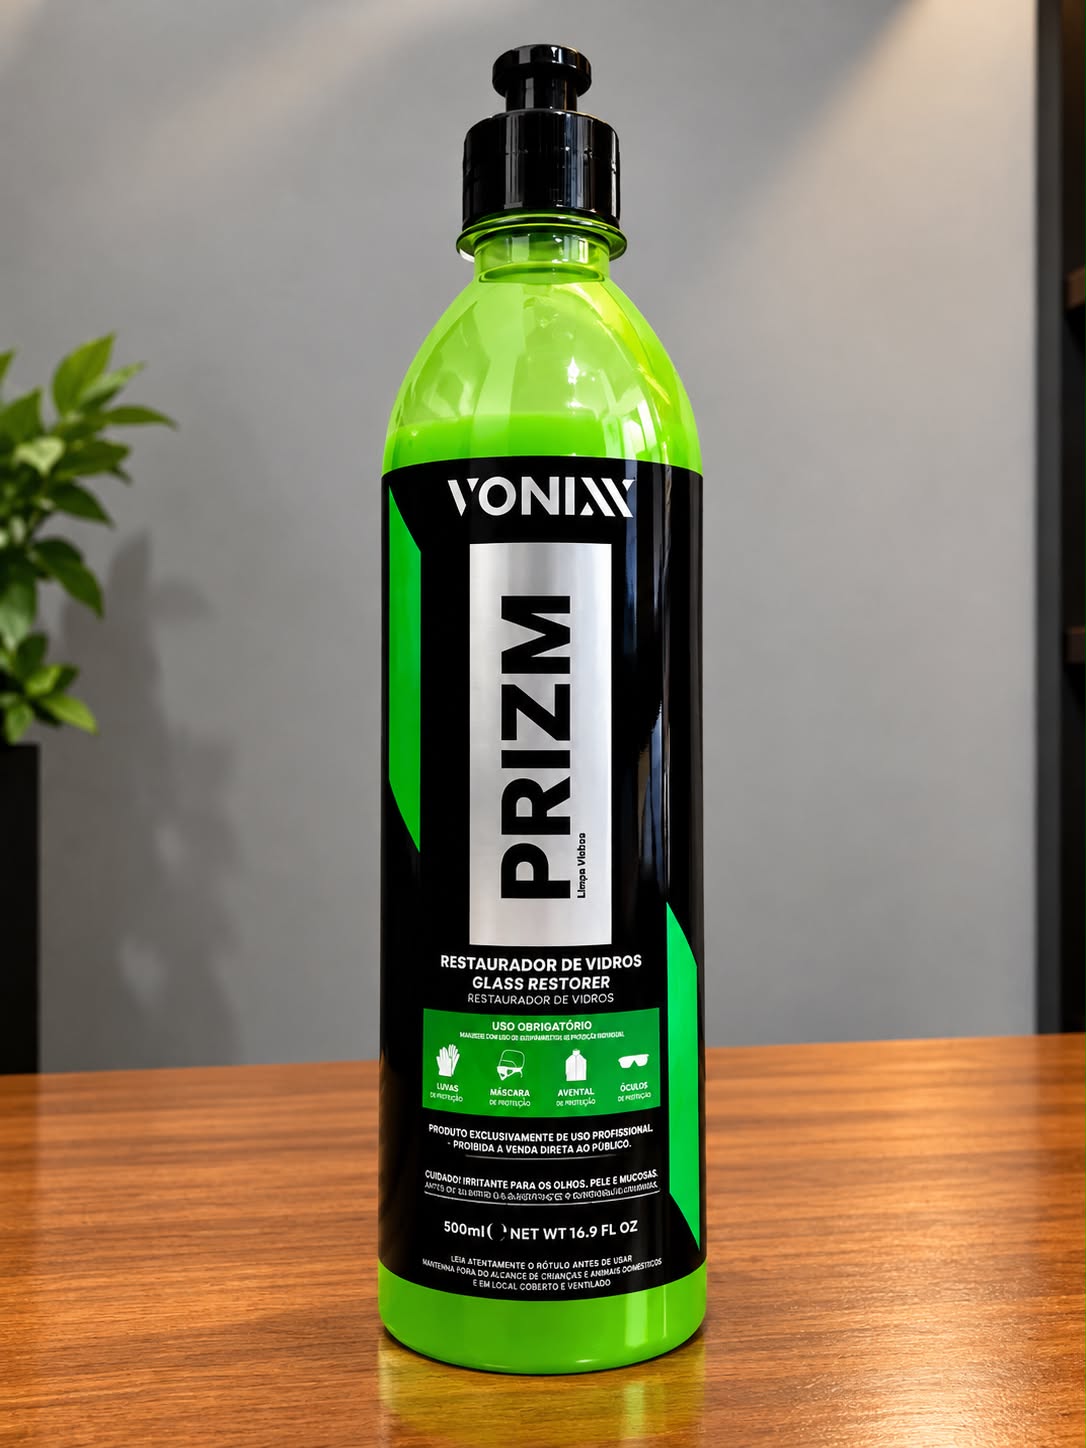 VONIXX
PRIZM
RESTAURADOR DE VIDROS
GLASS RESTORER
RESTAURADOR DE VIDROS
USO OBRIGATÓRIO
LUVAS
DE PROTEÇÃO
MÁSCARA
DE PROTEÇÃO
AVENTAL
DE PROTEÇÃO
ÓCULOS
DE PROTEÇÃO
PRODUTO EXCLUSIVAMENTE DE USO PROFISSIONAL
- PROIBIDA A VENDA DIRETA AO PÚBLICO.
CUIDADO! IRRITANTE PARA OS OLHOS, PELE E MUCOSAS.
500ml NET WT 16.9 FL OZ
LEIA ATENTAMENTE O RÓTULO ANTES DE USAR
MANTENHA FORA DO ALCANCE DE CRIANÇAS E ANIMAIS DOMÉSTICOS
E EM LOCAL COBERTO E VENTILADO